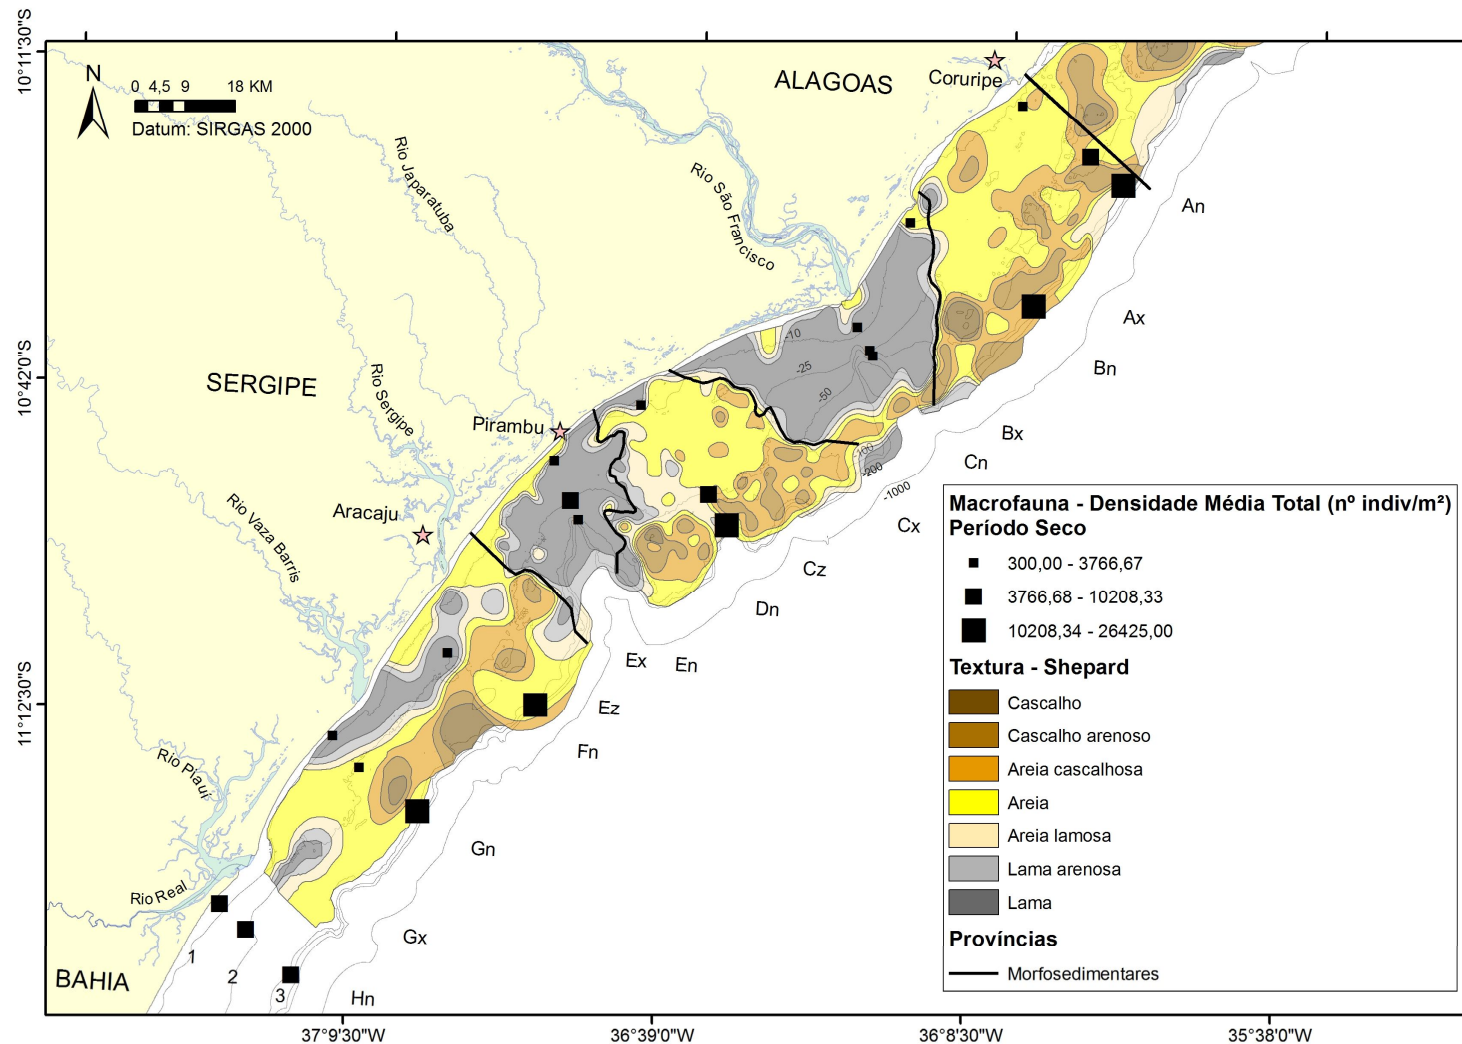 10°11'30"S
10°42'0"S
11°12'30"S
N
0 4,5 9 18 KM
Datum: SIRGAS 2000
ALAGOAS
Coruripe
Rio Japaratuba
Rio São Francisco
An
Ax
Bn
Bx
Cn
Cx
Cz
Dn
En
Ex
Ez
Fn
Gn
Gx
Hn
-10
-25
-50
-100
-200
-1000
SERGIPE
Rio Sergipe
Pirambu
Aracaju
Rio Vaza Barris
Rio Piauí
Rio Real
BAHIA
1
2
3
Macrofauna - Densidade Média Total (nº indiv/m²)
Período Seco
300,00 - 3766,67
3766,68 - 10208,33
10208,34 - 26425,00
Textura - Shepard
Cascalho
Cascalho arenoso
Areia cascalhosa
Areia
Areia lamosa
Lama arenosa
Lama
Províncias
Morfosedimentares
37°9'30"W
36°39'0"W
36°8'30"W
35°38'0"W